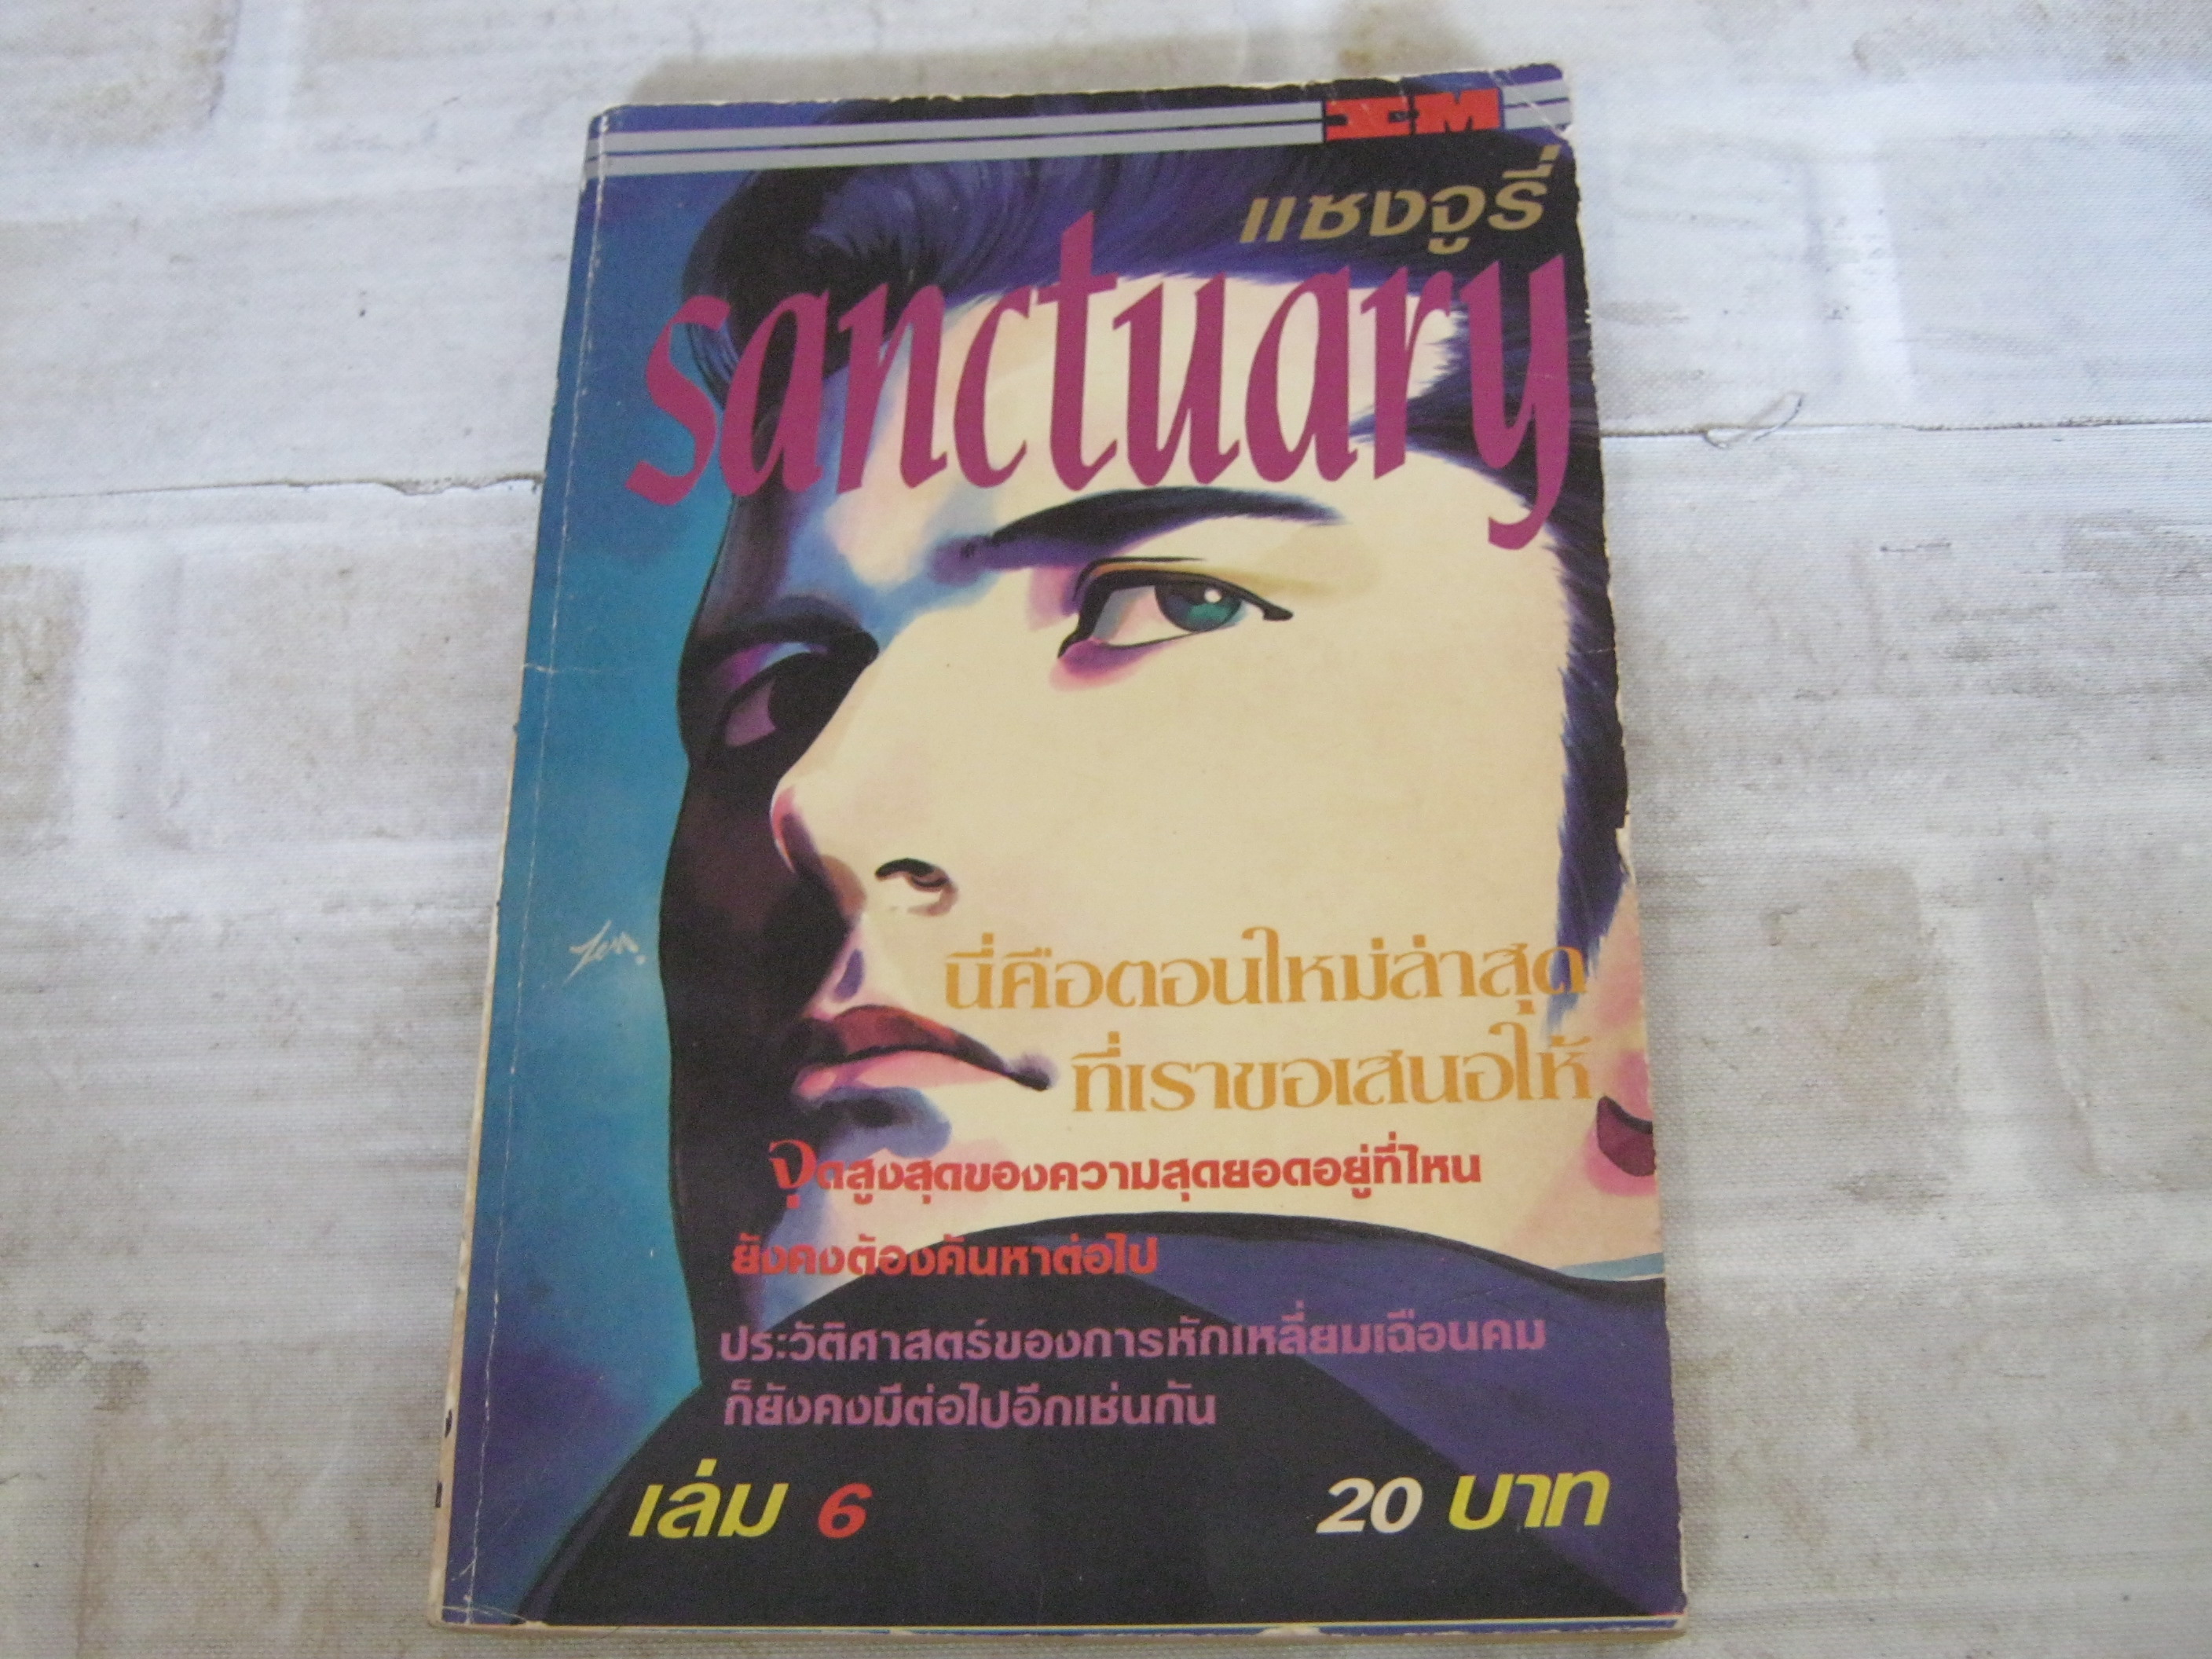 แซงจูรี่
sanctuary
นี่คือตอนใหม่ล่าสุด
ที่เราขอเสนอให้
จุดสูงสุดของความสุดยอดอยู่ที่ไหน
ยังคงต้องค้นหาต่อไป
ประวัติศาสตร์ของการหักเหลี่ยมเฉือนคม
ก็ยังคงมีต่อไปอีกเช่นกัน
เล่ม 6 20 บาท